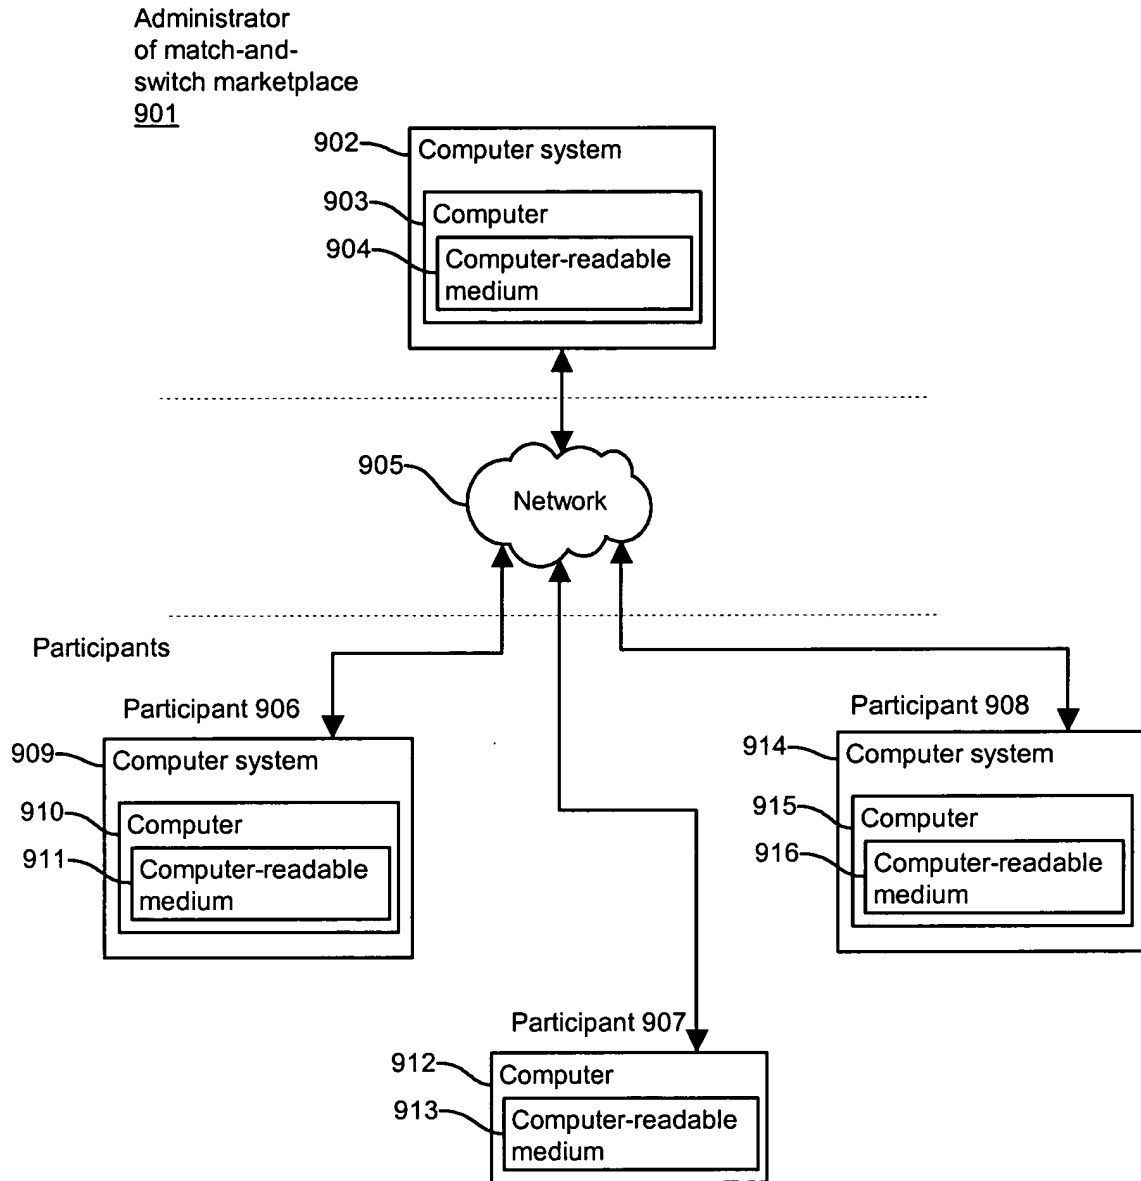 Administrator
of match-and-
switch marketplace
901
902
Computer system
903
Computer
904
Computer-readable
medium
905
Network
Participants
Participant 906
909
Computer system
910
Computer
911
Computer-readable
medium
Participant 908
914
Computer system
915
Computer
916
Computer-readable
medium
Participant 907
912
Computer
913
Computer-readable
medium